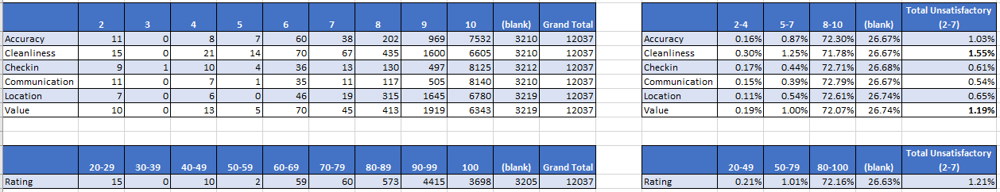 Total Unsatisfactory
2 3 4 5 6 7 8 9 10 (blank) Grand Total 2-4 5-7 8-10 (blank) (2-7)
Accuracy 11 0 8 7 60 38 202 969 7532 3210 12037 Accuracy 0.16% 0.87% 72.30% 26.67% 1.03%
Cleanliness 15 0 21 14 70 67 435 1600 6605 3210 12037 Cleanliness 0.30% 1.25% 71.78% 26.67% 1.55%
Checkin 9 1 10 4 36 13 130 497 8125 3212 12037 Checkin 0.17% 0.44% 72.71% 26.68% 0.61%
Communication 11 0 7 1 35 11 117 505 8140 3210 12037 Communication 0.15% 0.39% 72.79% 26.67% 0.54%
Location 7 0 6 0 46 19 315 1645 6780 3219 12037 Location 0.11% 0.54% 72.61% 26.74% 0.65%
Value 10 0 13 5 70 45 413 1919 6343 3219 12037 Value 0.19% 1.00% 72.07% 26.74% 1.19%
Total Unsatisfactory
20-29 30-39 40-49 50-59 60-69 70-79 80-89 90-99 100 (blank) Grand Total 20-49 50-79 80-100 (blank) (2-7)
Rating 15 0 10 2 59 60 573 4415 3698 3205 12037 Rating 0.21% 1.01% 72.16% 26.63% 1.21%